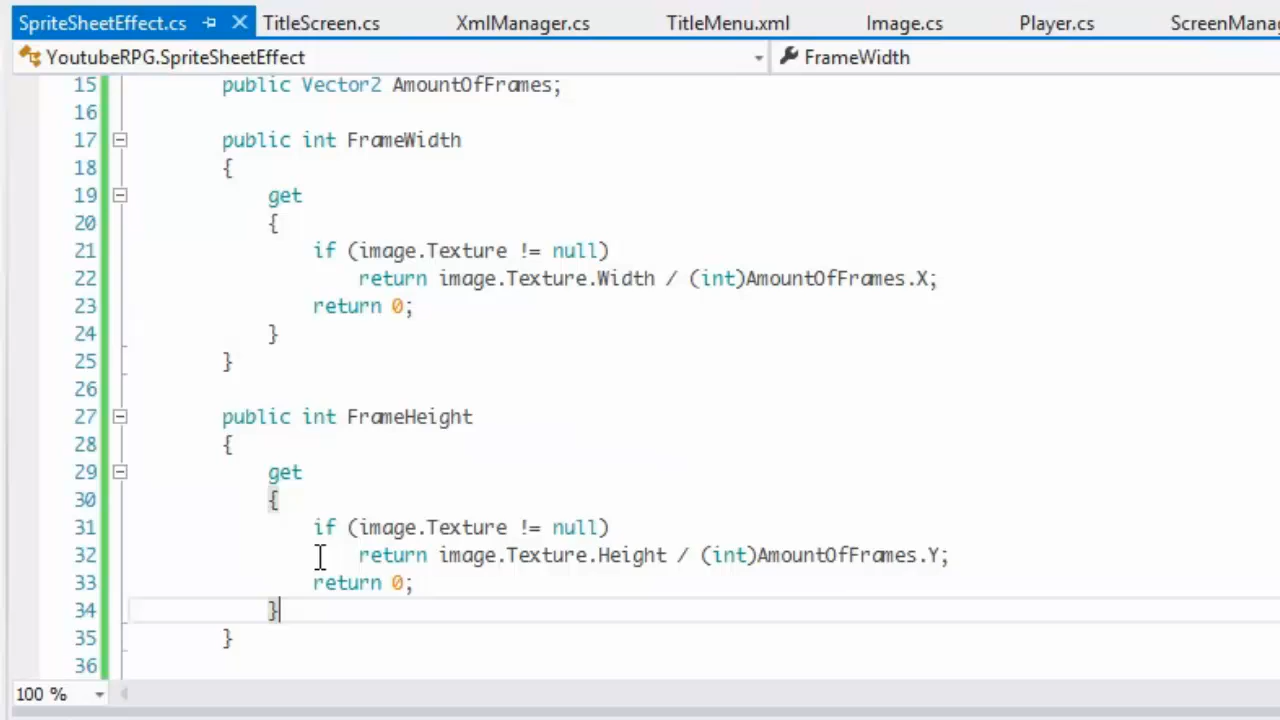 SpriteSheetEffect.cs TitleScreen.cs XmlManager.cs TitleMenu.xml Image.cs Player.cs ScreenMana
YoutubeRPG.SpriteSheetEffect FrameWidth
15 public Vector2 AmountOfFrames;
16
17 public int FrameWidth
18 {
19 get
20 {
21 if (image.Texture != null)
22 return image.Texture.Width / (int)AmountOfFrames.X;
23 return 0;
24 }
25 }
26
27 public int FrameHeight
28 {
29 get
30 {
31 if (image.Texture != null)
32 return image.Texture.Height / (int)AmountOfFrames.Y;
33 return 0;
34 }
35 }
36
100 %